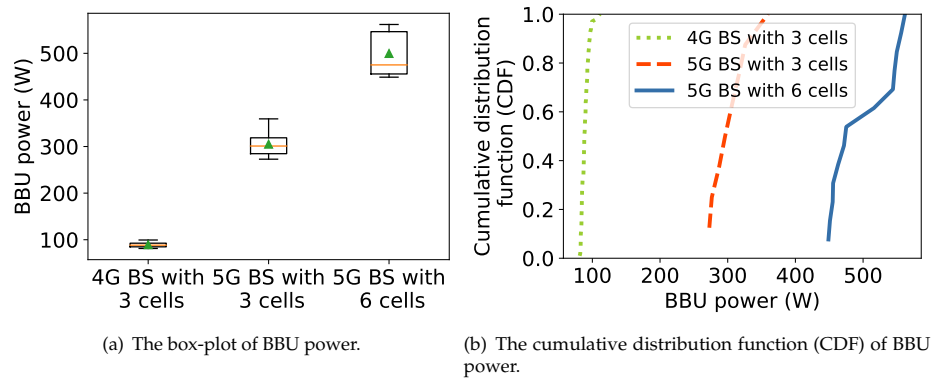 BBU power (W)
500
400
300
200
100
4G BS with
3 cells
5G BS with
3 cells
5G BS with
6 cells
(a) The box-plot of BBU power.
Cumulative distribution
function (CDF)
1.0
0.8
0.6
0.4
0.2
0.0
4G BS with 3 cells
5G BS with 3 cells
5G BS with 6 cells
100
200
300
400
500
BBU power (W)
(b) The cumulative distribution function (CDF) of BBU
power.